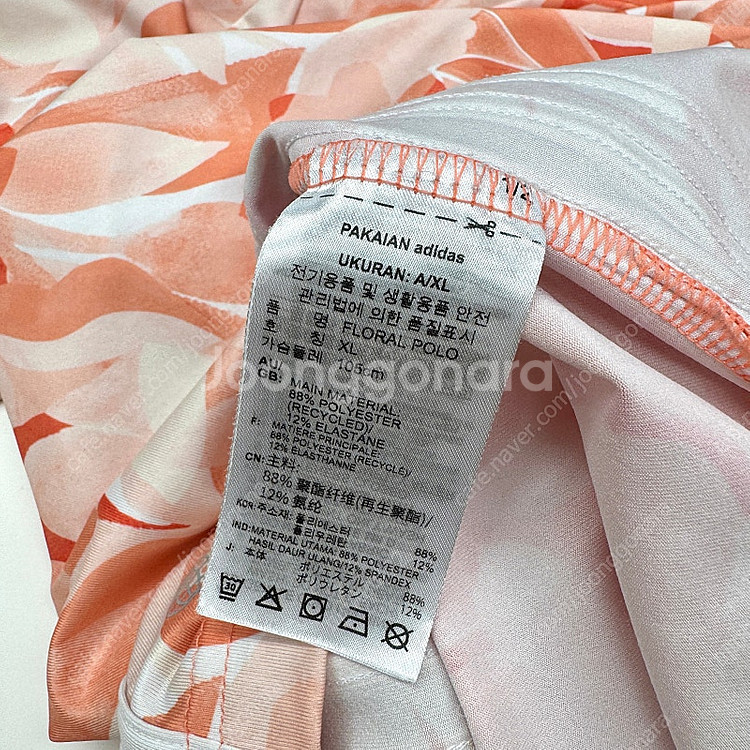 1/2
PAKAIAN adidas
UKURAN: A/XL
전기용품 및 생활용품 안전
관리법에 의한 품질표시
품 명 FLORAL POLO
호 칭 XL
가슴둘레 105cm
AU/
GB: MAIN MATERIAL:
88% POLYESTER
(RECYCLED)/
12% ELASTANE
F: MATIERE PRINCIPALE:
88% POLYESTER (RECYCLE)/
12% ELASTHANNE
CN: 主料:
88% 聚酯纤维(再生聚酯)/
12% 氨纶
KOR: 주소재: 폴리에스터 88%
폴리우레탄 12%
IND: MATERIAL UTAMA: 88% POLYESTER
HASIL DAUR ULANG/12% SPANDEX
J: 本体
ポリエステル 88%
ポリウレタン 12%
30
Joonggonara